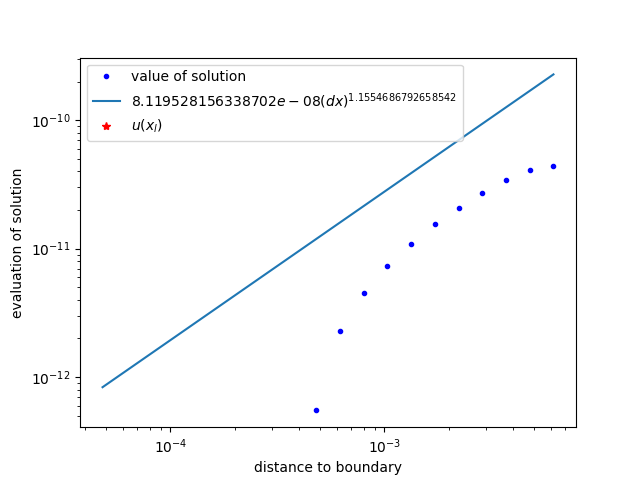 value of solution
8.119528156338702e − 08(dx)^1.1554686792658542
u(x_l)
evaluation of solution
10⁻¹⁰
10⁻¹¹
10⁻¹²
10⁻⁴
10⁻³
distance to boundary